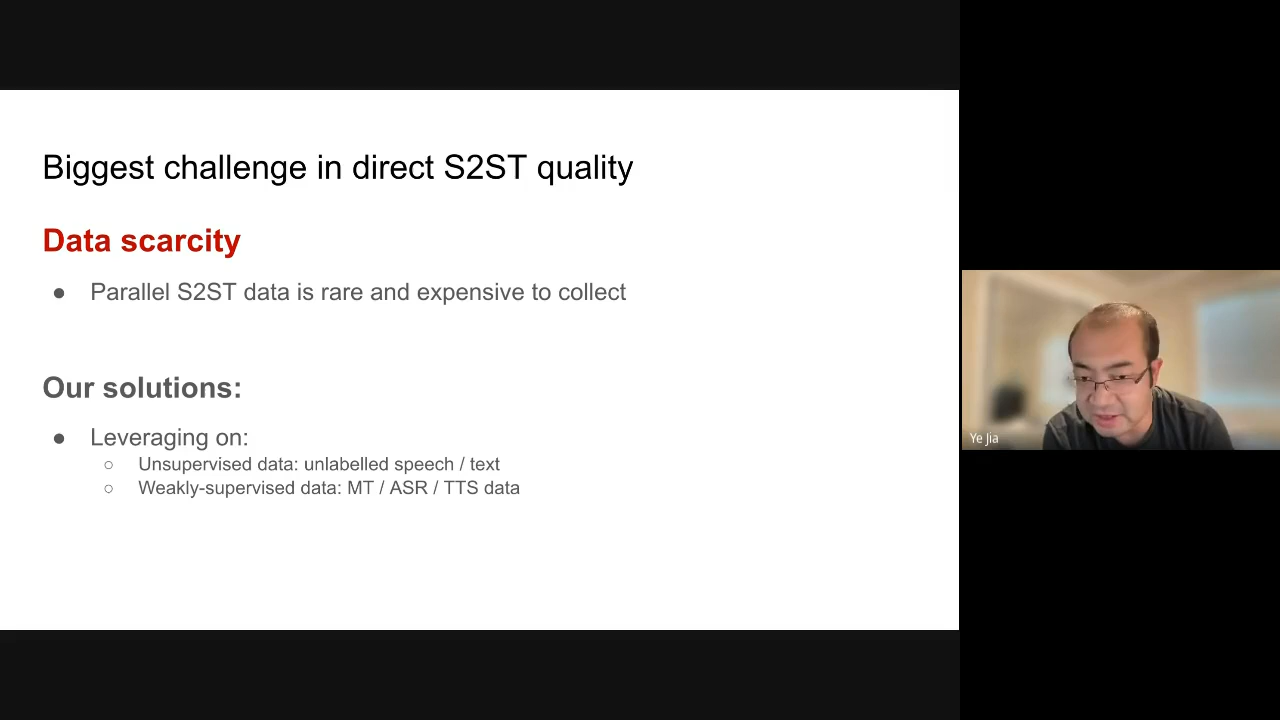 Biggest challenge in direct S2ST quality
Data scarcity
● Parallel S2ST data is rare and expensive to collect
Our solutions:
● Leveraging on:
○ Unsupervised data: unlabelled speech / text
○ Weakly-supervised data: MT / ASR / TTS data
Ye Jia